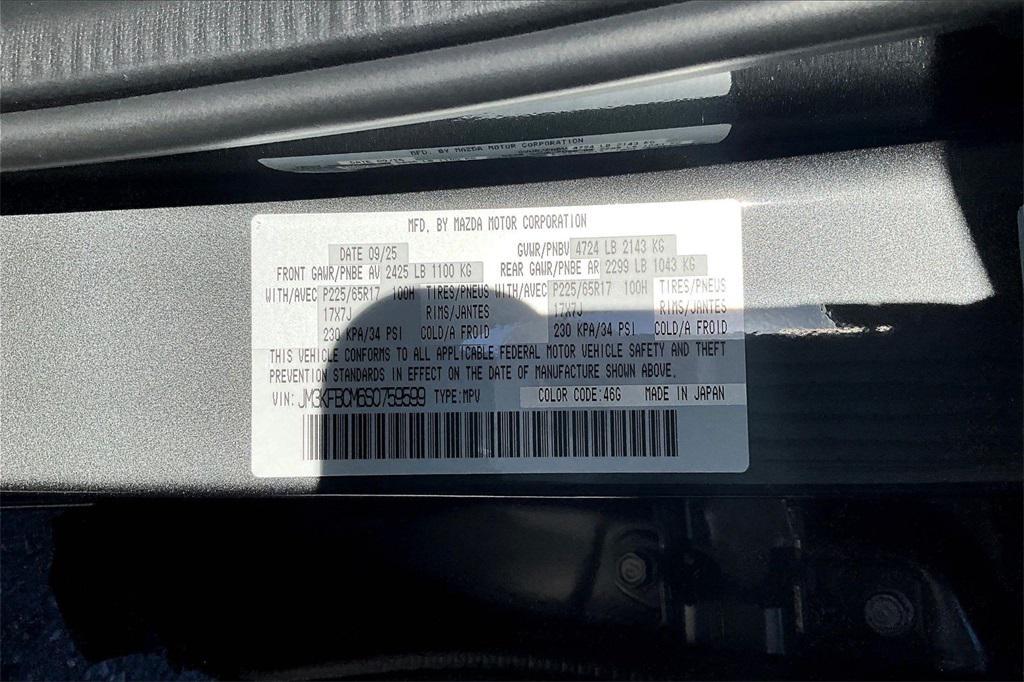 MFD. BY MAZDA MOTOR CORPORATION
MFD. BY MAZDA MOTOR CORPORATION
DATE 09/25 GVWR/PNBV 4724 LB 2143 KG
FRONT GAWR/PNBE AV 2425 LB 1100 KG REAR GAWR/PNBE AR 2299 LB 1043 KG
WITH/AVEC P225/65R17 100H TIRES/PNEUS WITH/AVEC P225/65R17 100H TIRES/PNEUS
17X7J RIMS/JANTES 17X7J RIMS/JANTES
230 KPA/34 PSI COLD/A FROID 230 KPA/34 PSI COLD/A FROID
THIS VEHICLE CONFORMS TO ALL APPLICABLE FEDERAL MOTOR VEHICLE SAFETY AND THEFT
PREVENTION STANDARDS IN EFFECT ON THE DATE OF MANUFACTURE SHOWN ABOVE.
VIN: JM3KFBCM6S0759599 TYPE:MPV COLOR CODE:46G MADE IN JAPAN